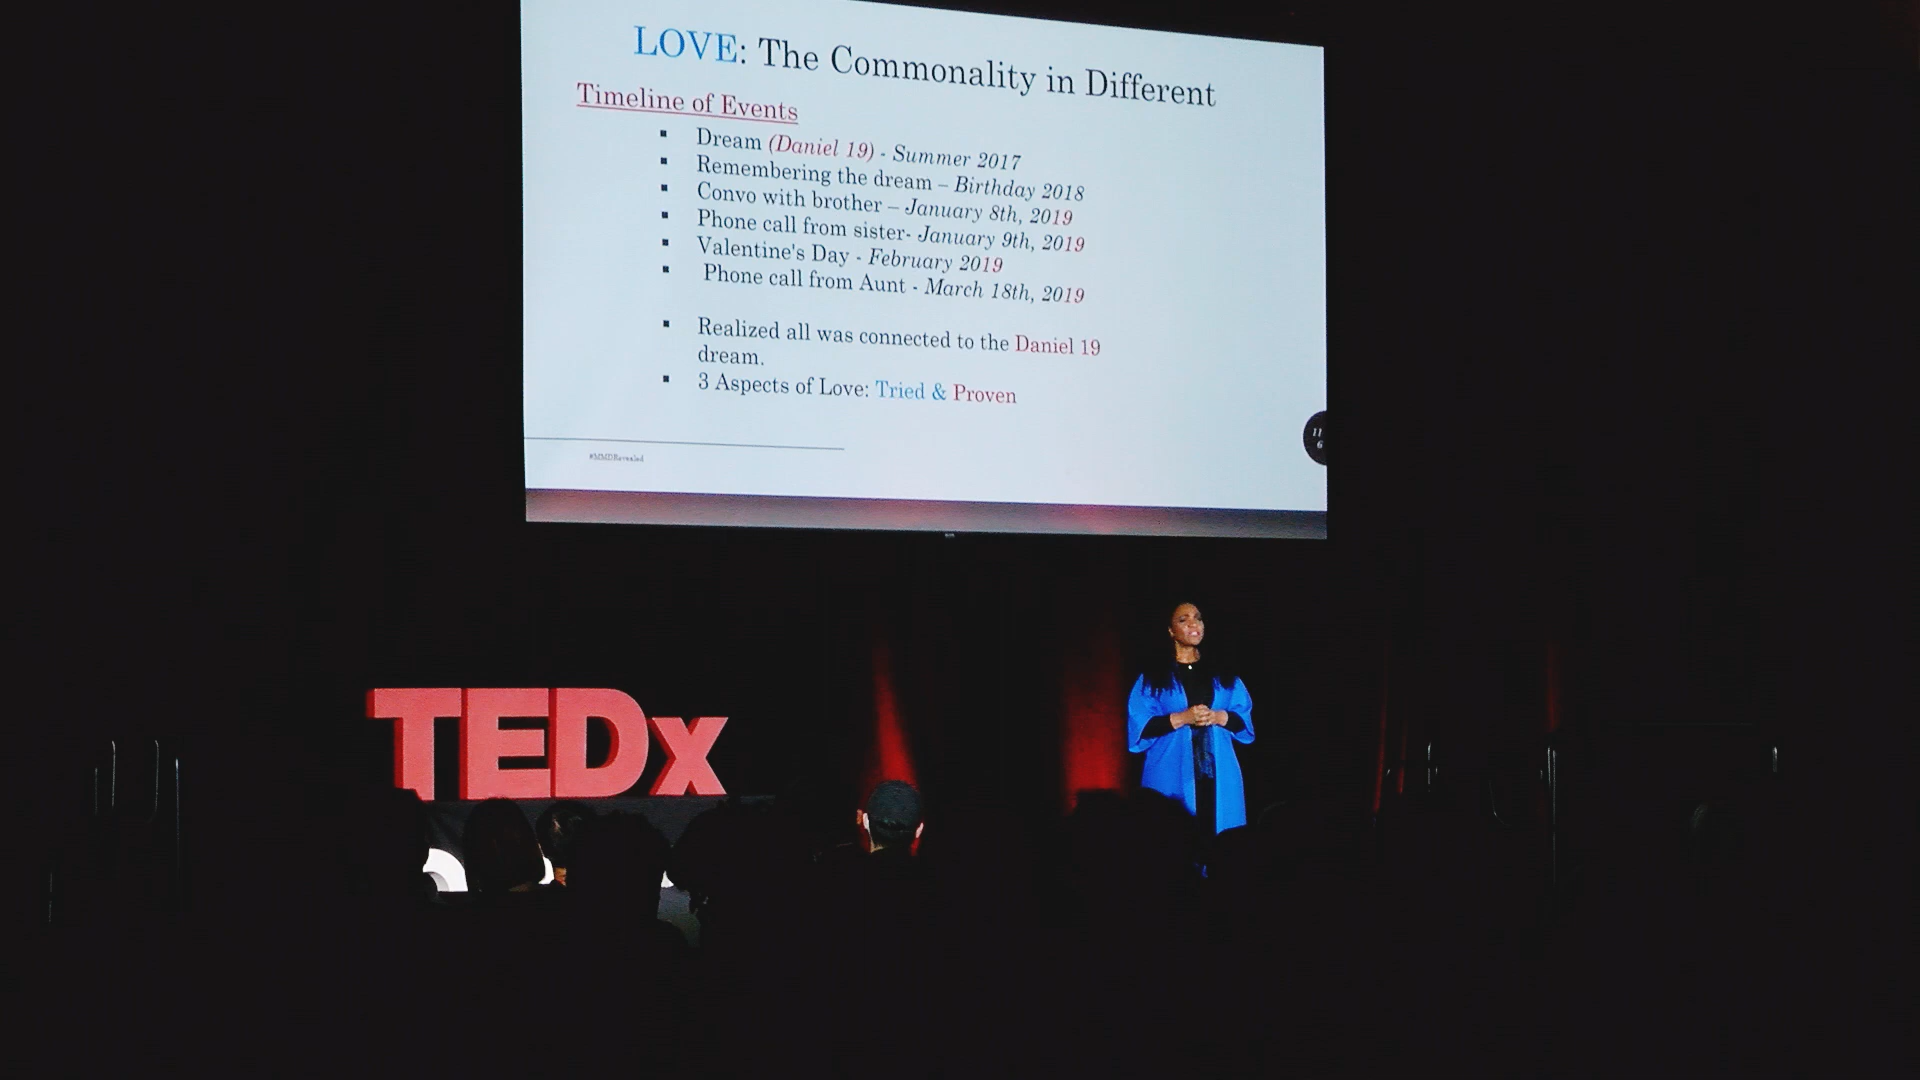 LOVE: The Commonality in Different
Timeline of Events
▪ Dream (Daniel 19) - Summer 2017
▪ Remembering the dream – Birthday 2018
▪ Convo with brother – January 8th, 2019
▪ Phone call from sister- January 9th, 2019
▪ Valentine's Day - February 2019
▪ Phone call from Aunt - March 18th, 2019
▪ Realized all was connected to the Daniel 19
dream.
▪ 3 Aspects of Love: Tried & Proven
11
6
#MMDRevealed
TEDx